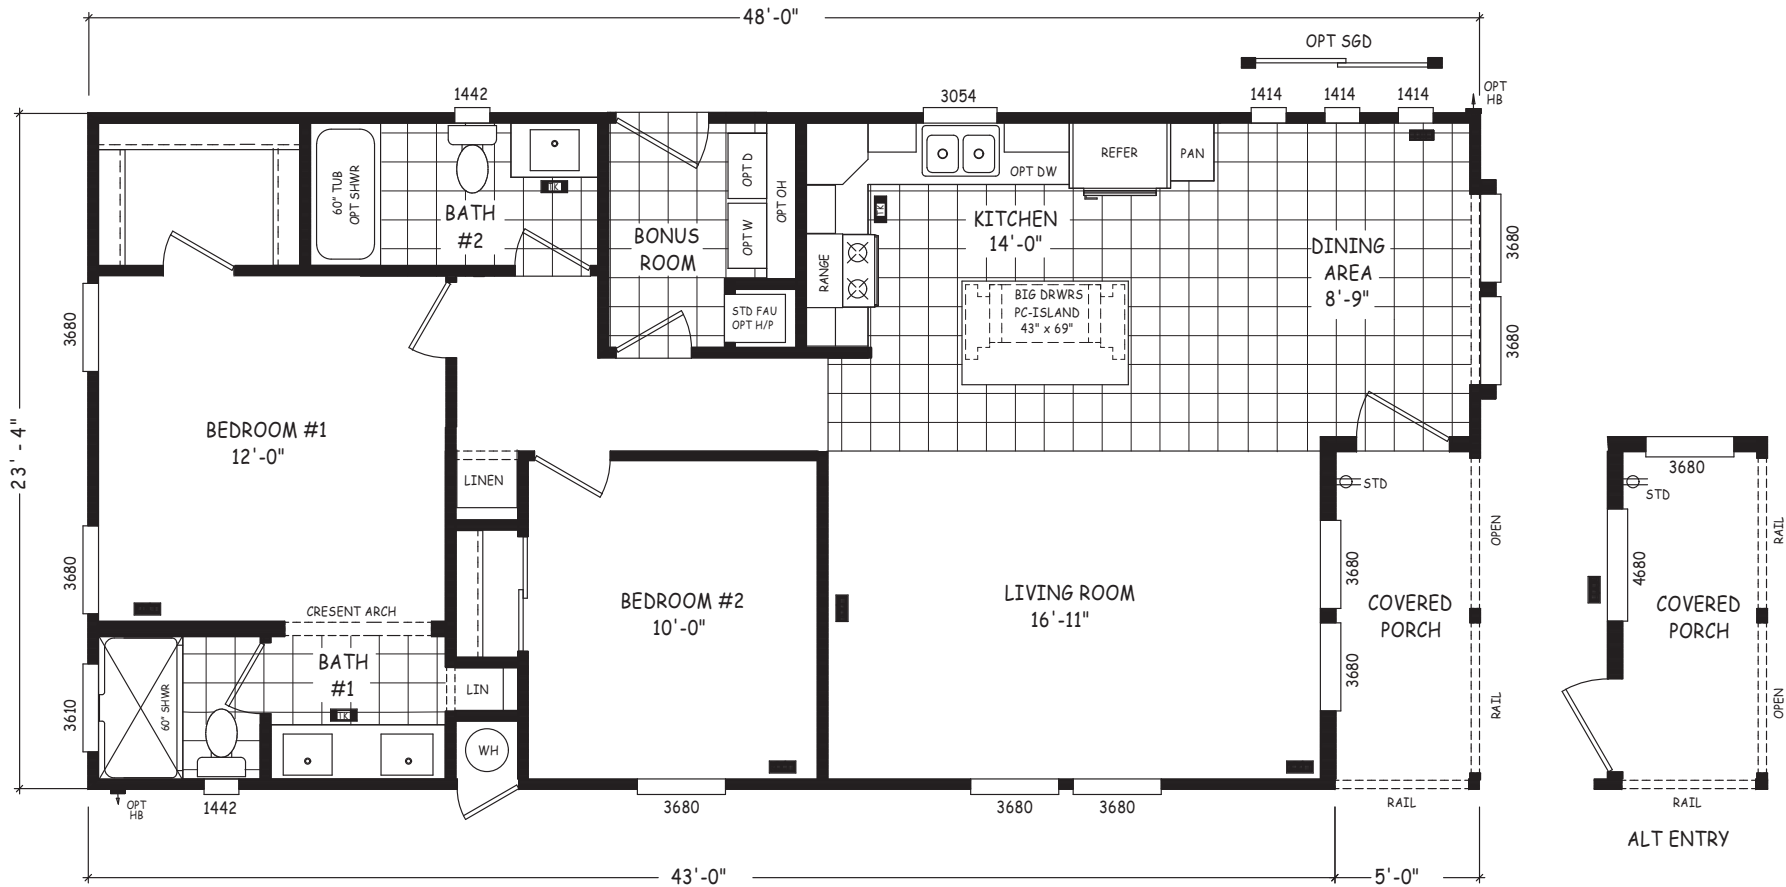 48'-0"
OPT SGD
OPT
HB
1442
3054
1414
1414
1414
60" TUB
OPT SHWR
TK
BATH
#2
OPT D
OPT W
OPT OH
BONUS
ROOM
STD FAU
OPT H/P
OPT DW
REFER
PAN
TK
KITCHEN
14'-0"
RANGE
BIG DRWRS
PC-ISLAND
43" x 69"
DINING
AREA
8'-9"
3680
3680
3680
23' - 4"
BEDROOM #1
12'-0"
LINEN
3680
CRESENT ARCH
BEDROOM #2
10'-0"
LIVING ROOM
16'-11"
STD
3680
3680
COVERED
PORCH
OPEN
RAIL
3680
STD
4680
COVERED
PORCH
RAIL
OPEN
3610
60" SHWR
BATH
#1
TK
LIN
WH
OPT
HB
1442
3680
3680
3680
RAIL
RAIL
ALT ENTRY
43'-0"
5'-0"